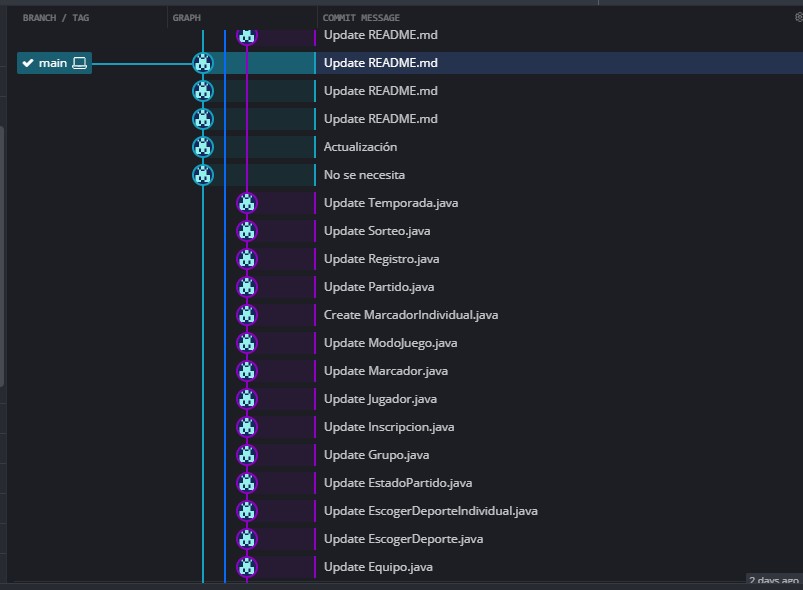 BRANCH / TAG GRAPH COMMIT MESSAGE
Update README.md
main Update README.md
Update README.md
Update README.md
Actualización
No se necesita
Update Temporada.java
Update Sorteo.java
Update Registro.java
Update Partido.java
Create MarcadorIndividual.java
Update ModoJuego.java
Update Marcador.java
Update Jugador.java
Update Inscripcion.java
Update Grupo.java
Update EstadoPartido.java
Update EscogerDeporteIndividual.java
Update EscogerDeporte.java
Update Equipo.java
2 days ago